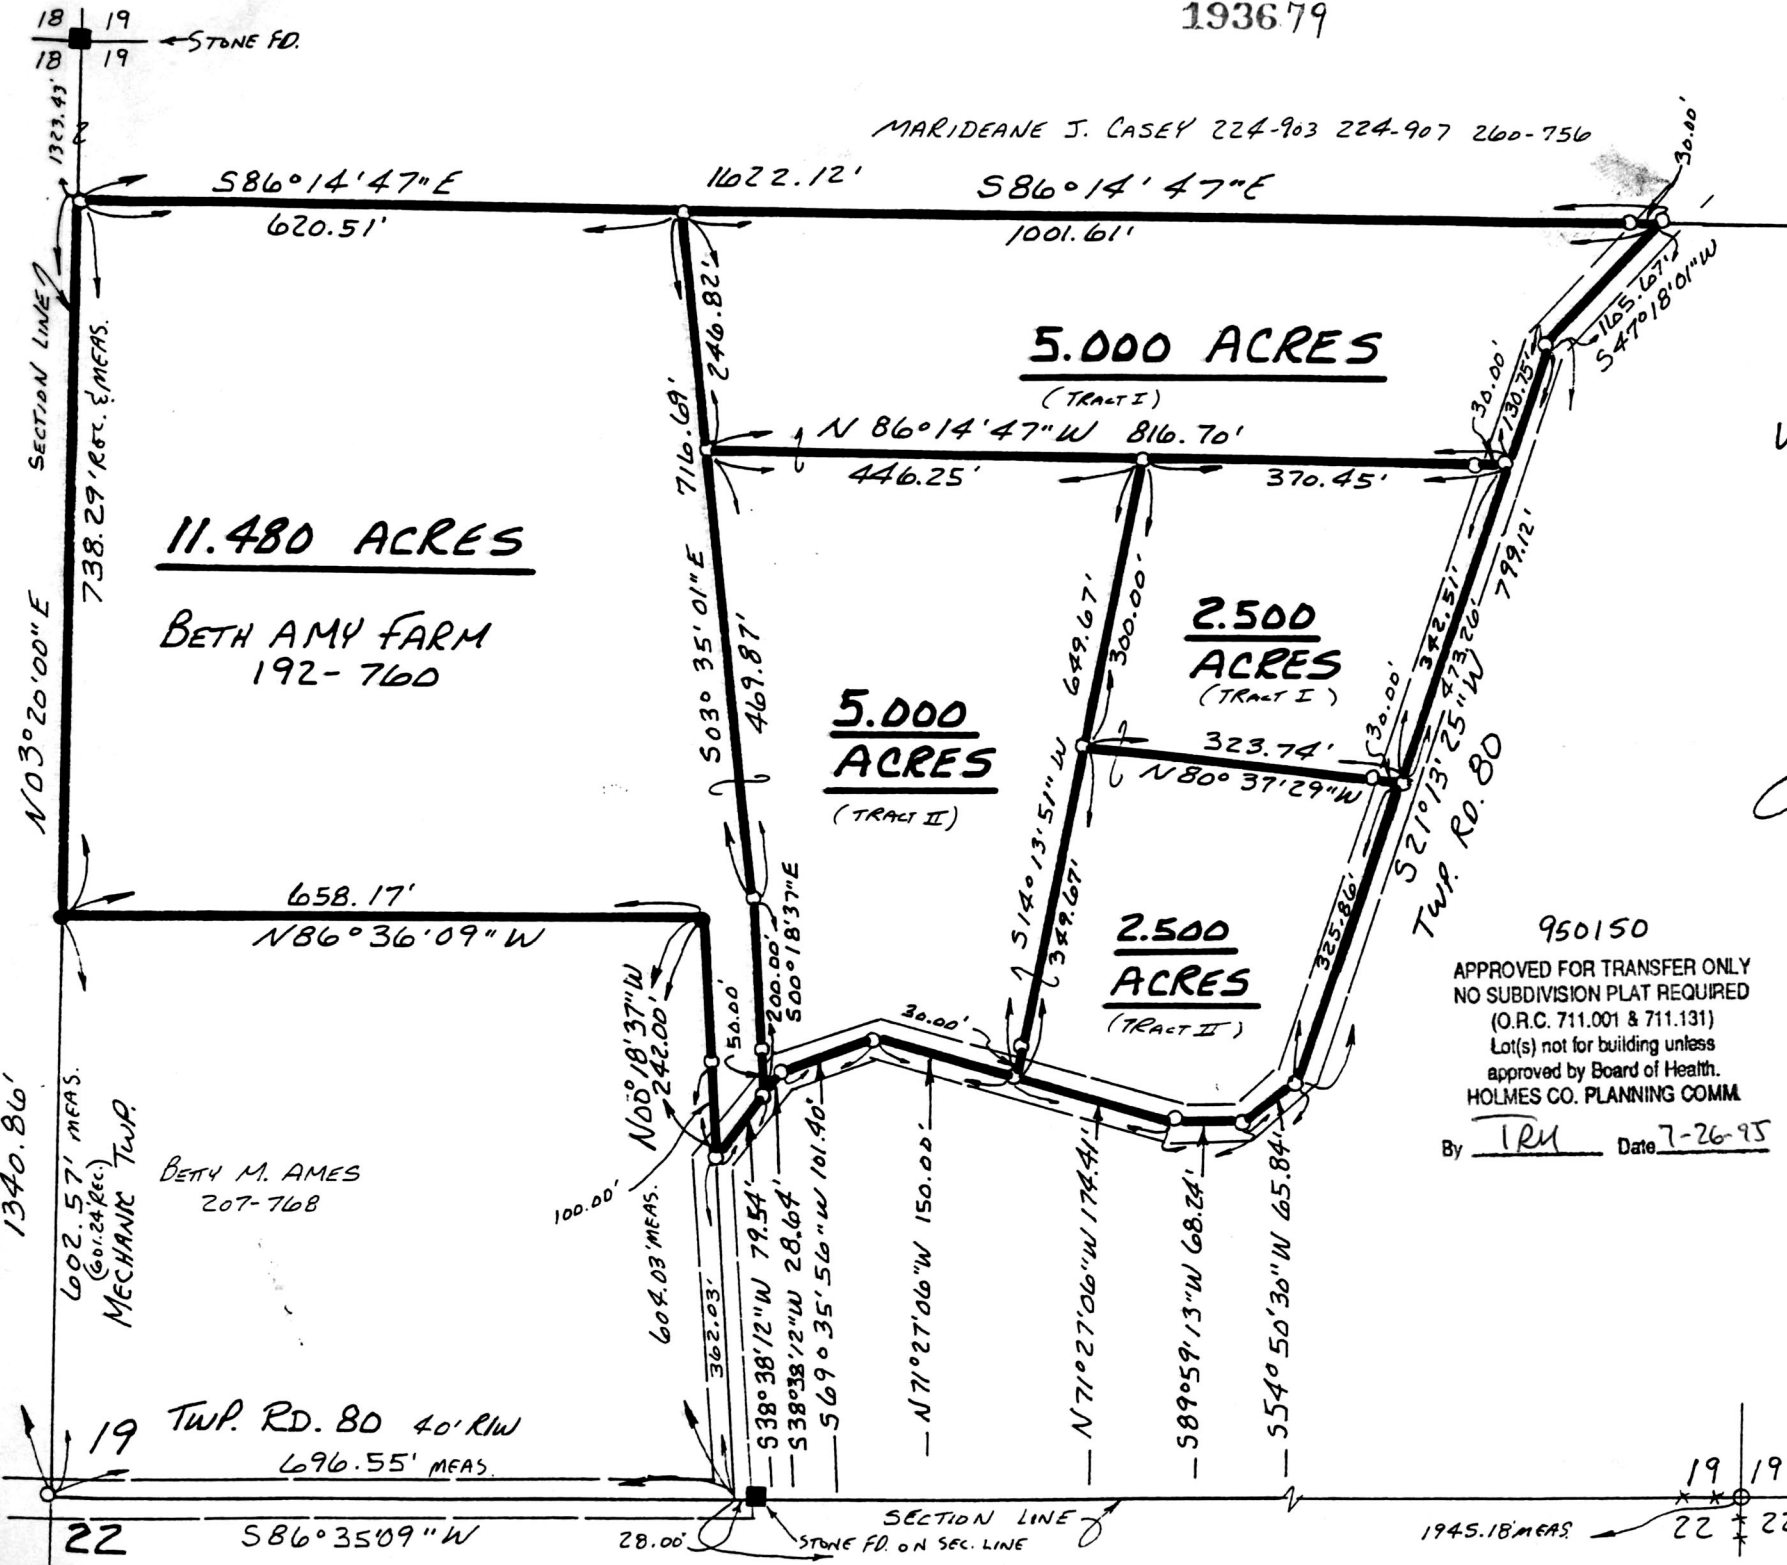 193679
18 19
18 19
STONE FD.
1323.43'
MARIDEANE J. CASEY 224-903 224-907 260-756
30.00'
S86°14'47"E
1622.12'
S86°14'47"E
620.51'
1001.61'
SECTION LINE
738.29' REC. & MEAS.
N03°20'00"E
246.82'
716.69'
S03°35'01"E
469.87'
5.000 ACRES
(TRACT I)
165.67'
S47°18'01"W
30.00'
130.75'
N 86°14'47"W 816.70'
446.25'
370.45'
11.480 ACRES
BETH AMY FARM
192-760
649.67'
300.00'
2.500
ACRES
(TRACT I)
342.51'
473.26'
799.12'
S21°13'25"W
TWP. RD. 80
30.00'
5.000
ACRES
(TRACT II)
323.74'
N80°37'29"W
S14°13'51"W
349.67'
325.86'
2.500
ACRES
(TRACT II)
658.17'
N86°36'09"W
N00°18'37"W
242.00'
50.00'
200.00'
S00°18'37"E
30.00'
950150
APPROVED FOR TRANSFER ONLY
NO SUBDIVISION PLAT REQUIRED
(O.R.C. 711.001 & 711.131)
Lot(s) not for building unless
approved by Board of Health.
HOLMES CO. PLANNING COMM.
By TRM Date 7-26-95
1340.86'
602.57' MEAS.
(601.24 REC.)
MECHANIC TWP.
BETTY M. AMES
207-768
100.00'
604.03' MEAS.
362.03'
S38°38'12"W 79.54'
S38°38'12"W 28.64'
S69°35'56"W 101.40'
N71°27'06"W 150.00'
N71°27'06"W 174.41'
S89°59'13"W 68.24'
S54°50'30"W 65.84'
19 TWP. RD. 80 40' R/W
696.55' MEAS.
22 S86°35'09"W
28.00'
STONE FD. ON SEC. LINE
SECTION LINE
1945.18' MEAS.
19 19
22 22